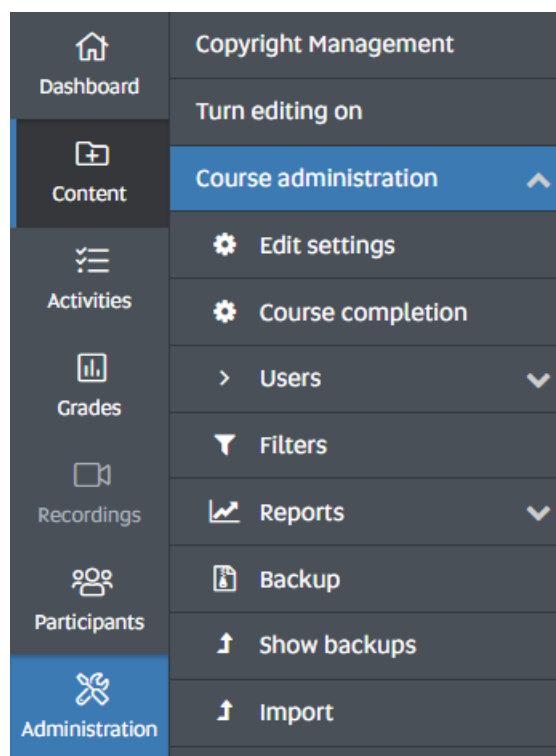 Dashboard
Content
Activities
Grades
Recordings
Participants
Administration
Copyright Management
Turn editing on
Course administration
Edit settings
Course completion
Users
Filters
Reports
Backup
Show backups
Import